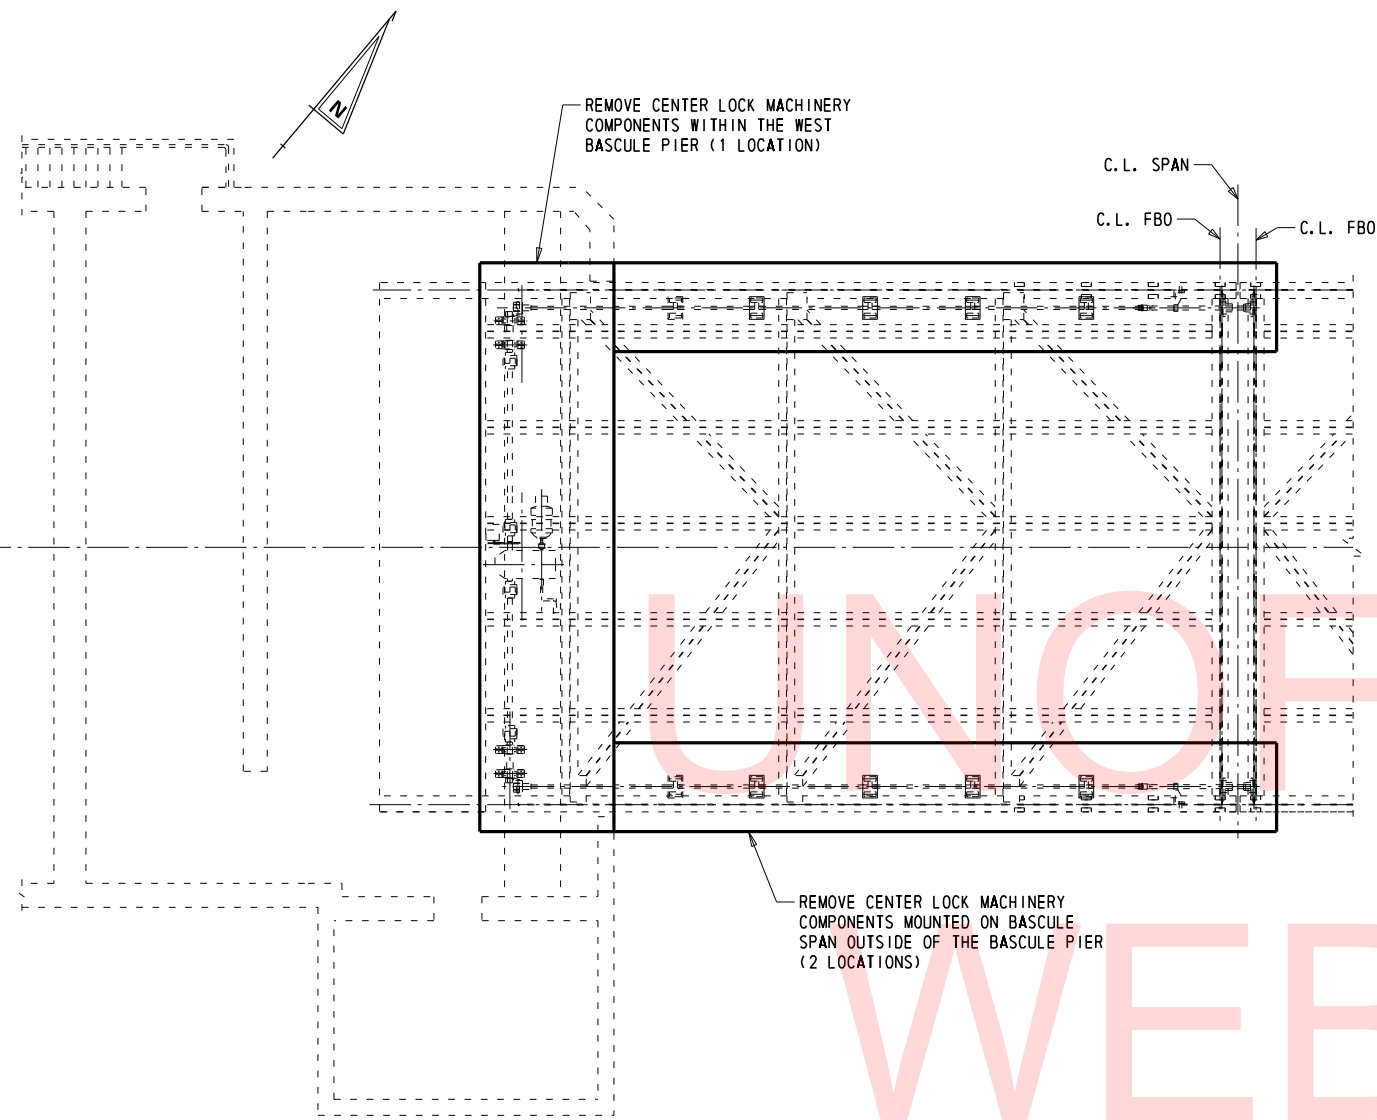 N
REMOVE CENTER LOCK MACHINERY
COMPONENTS WITHIN THE WEST
BASCULE PIER (1 LOCATION)
C.L. SPAN
C.L. FBO
C.L. FBO
UNOF
REMOVE CENTER LOCK MACHINERY
COMPONENTS MOUNTED ON BASCULE
SPAN OUTSIDE OF THE BASCULE PIER
(2 LOCATIONS)
WEB